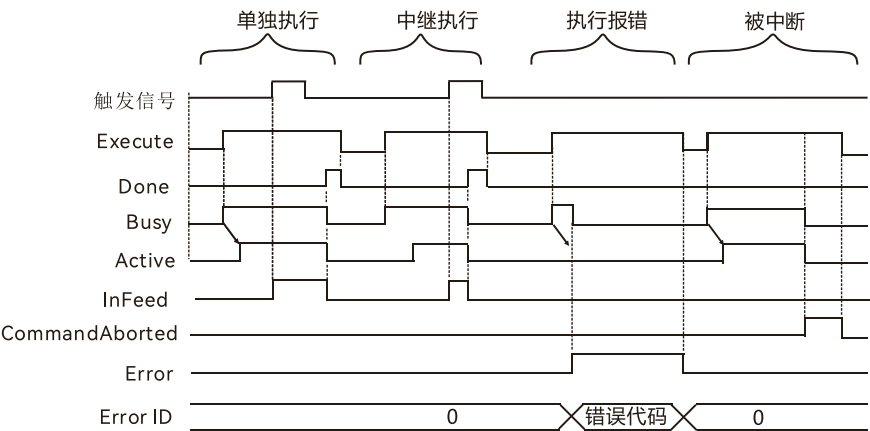 单独执行 中继执行 执行报错 被中断
触发信号
Execute
Done
Busy
Active
InFeed
CommandAborted
Error
Error ID 0 错误代码 0